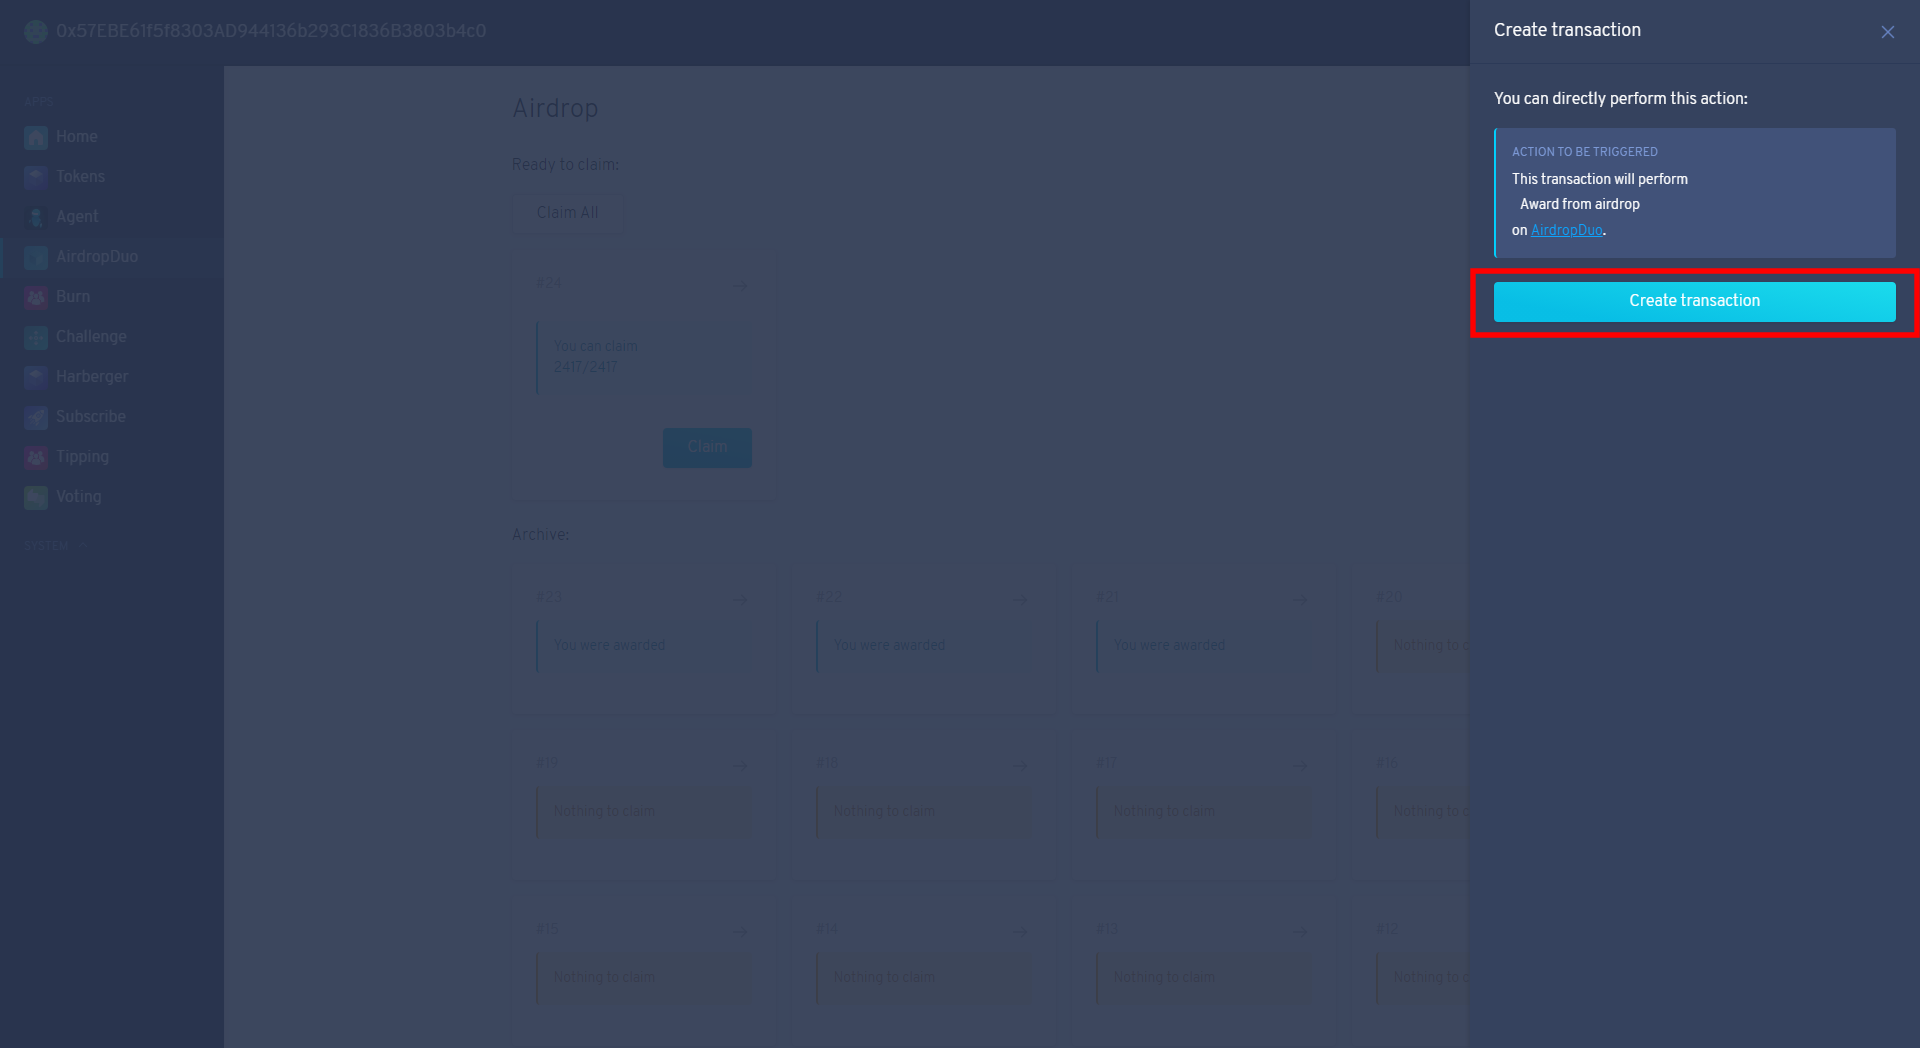 0x57EBE61f5f8303AD944136b293C1836B3803b4c0
APPS
Home
Tokens
Agent
AirdropDuo
Burn
Challenge
Harberger
Subscribe
Tipping
Voting
SYSTEM
Airdrop
Ready to claim:
Claim All
#24
You can claim
2417/2417
Claim
Archive:
#23
You were awarded
#22
You were awarded
#21
You were awarded
#20
Nothing to c
#19
Nothing to claim
#18
Nothing to claim
#17
Nothing to claim
#16
Nothing to c
#15
Nothing to claim
#14
Nothing to claim
#13
Nothing to claim
#12
Nothing to c
Create transaction
You can directly perform this action:
ACTION TO BE TRIGGERED
This transaction will perform
Award from airdrop
on AirdropDuo.
Create transaction